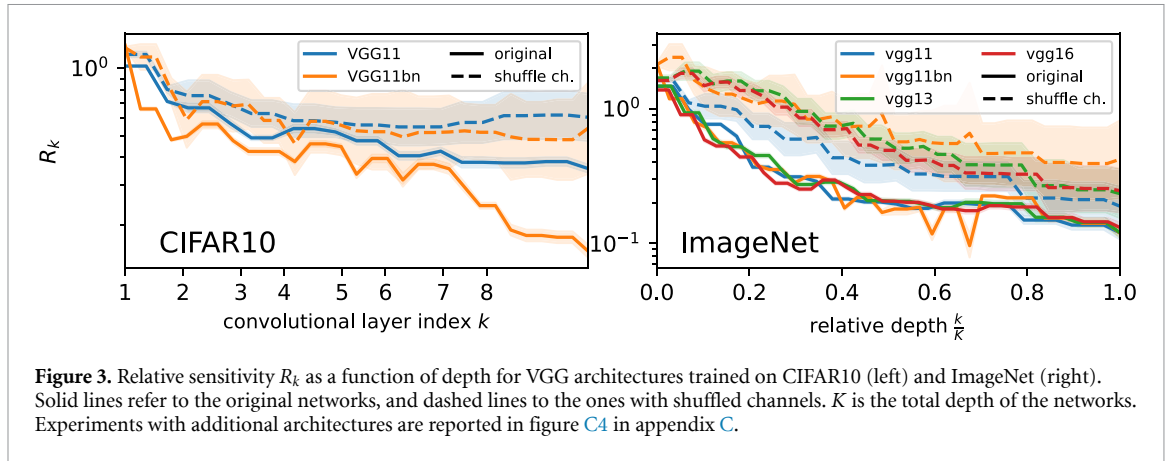 VGG11
VGG11bn
original
shuffle ch.
10⁰
R_k
CIFAR10
1 2 3 4 5 6 7 8
convolutional layer index k
vgg11
vgg11bn
vgg13
vgg16
original
shuffle ch.
10⁰
10⁻¹
ImageNet
0.0 0.2 0.4 0.6 0.8 1.0
relative depth k/K
Figure 3. Relative sensitivity R_k as a function of depth for VGG architectures trained on CIFAR10 (left) and ImageNet (right).
Solid lines refer to the original networks, and dashed lines to the ones with shuffled channels. K is the total depth of the networks.
Experiments with additional architectures are reported in figure C4 in appendix C.